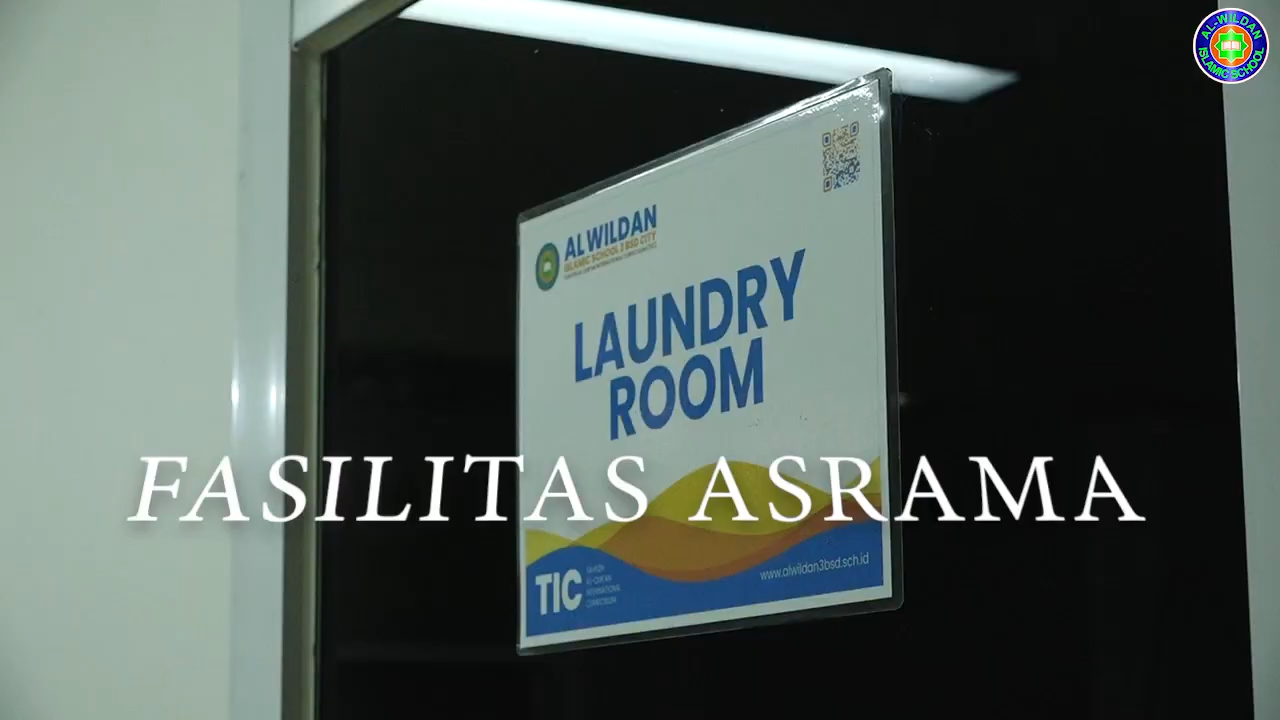 AL-WILDAN
ISLAMIC SCHOOL
AL WILDAN
ISLAMIC SCHOOL 3 BSD CITY
LAUNDRY
ROOM
FASILITAS ASRAMA
TIC
www.alwildan3bsd.sch.id